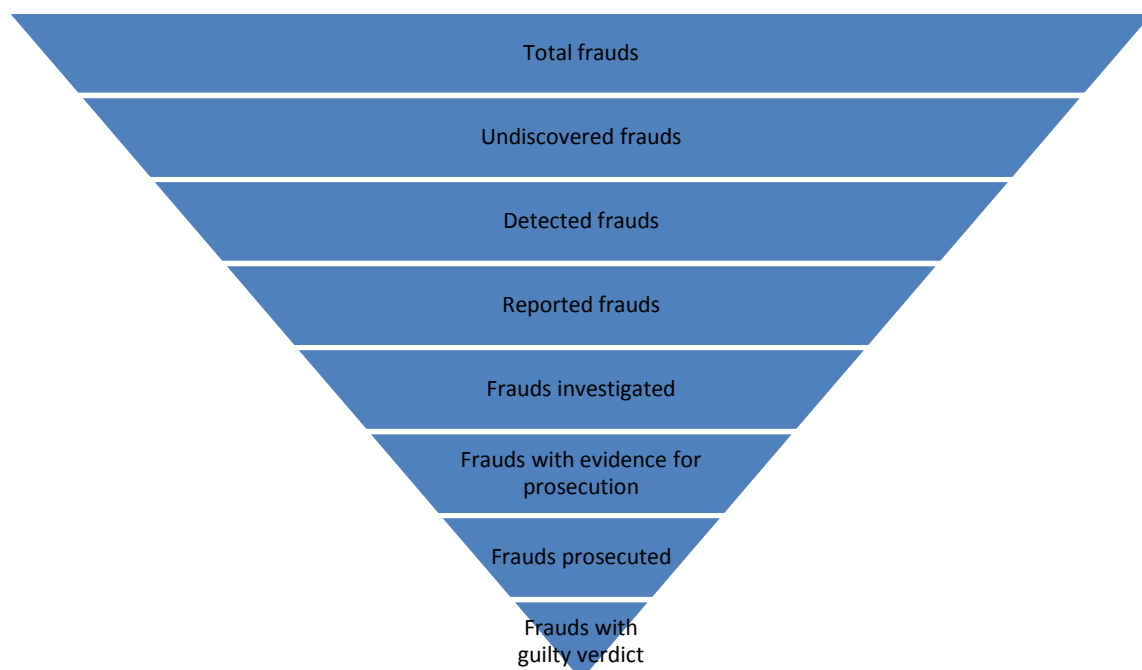 Total frauds
Undiscovered frauds
Detected frauds
Reported frauds
Frauds investigated
Frauds with evidence for
prosecution
Frauds prosecuted
Frauds with
guilty verdict